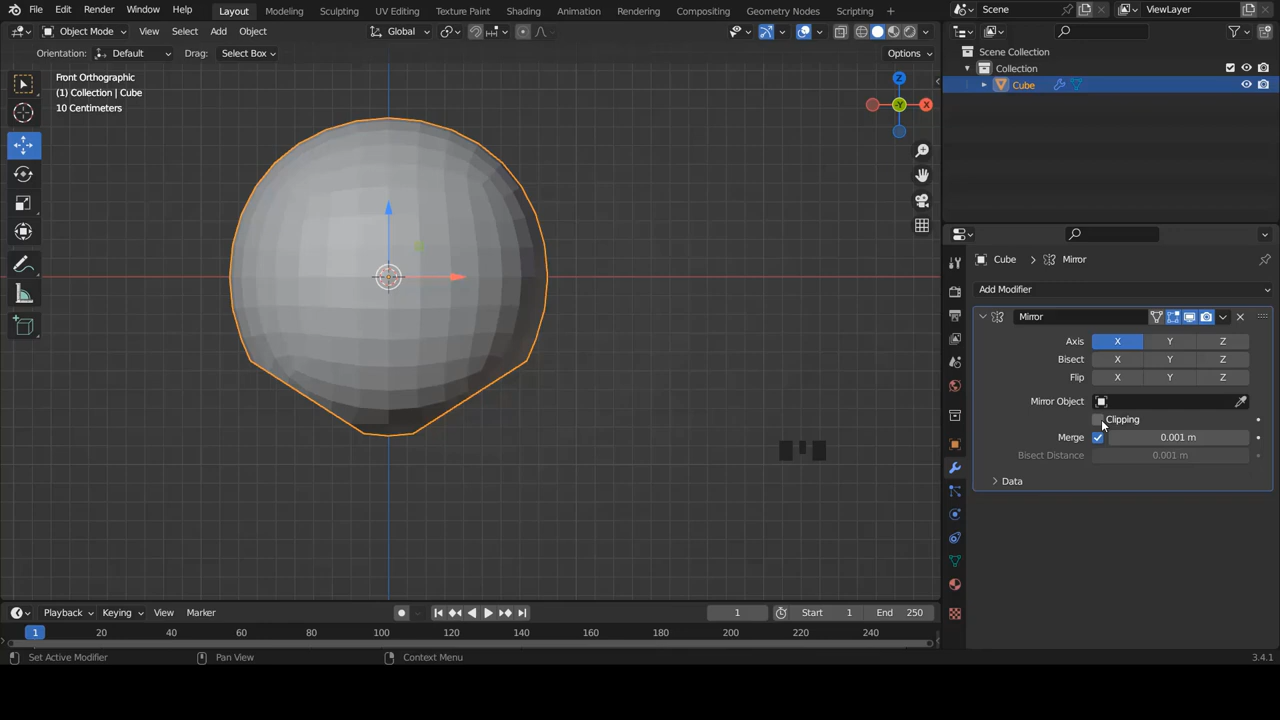 File Edit Render Window Help Layout Modeling Sculpting UV Editing Texture Paint Shading Animation Rendering Compositing Geometry Nodes Scripting Scene ViewLayer
Object Mode View Select Add Object Global
Orientation: Default Drag: Select Box Options
Scene Collection
Collection
Cube
Front Orthographic
(1) Collection | Cube
10 Centimeters
Z
-Y
X
Cube Mirror
Add Modifier
Mirror
Axis X Y Z
Bisect X Y Z
Flip X Y Z
Mirror Object
Clipping
Merge 0.001 m
Bisect Distance 0.001 m
Data
Playback Keying View Marker 1 Start 1 End 250
1 20 40 60 80 100 120 140 160 180 200 220 240
Set Active Modifier Pan View Context Menu 3.4.1